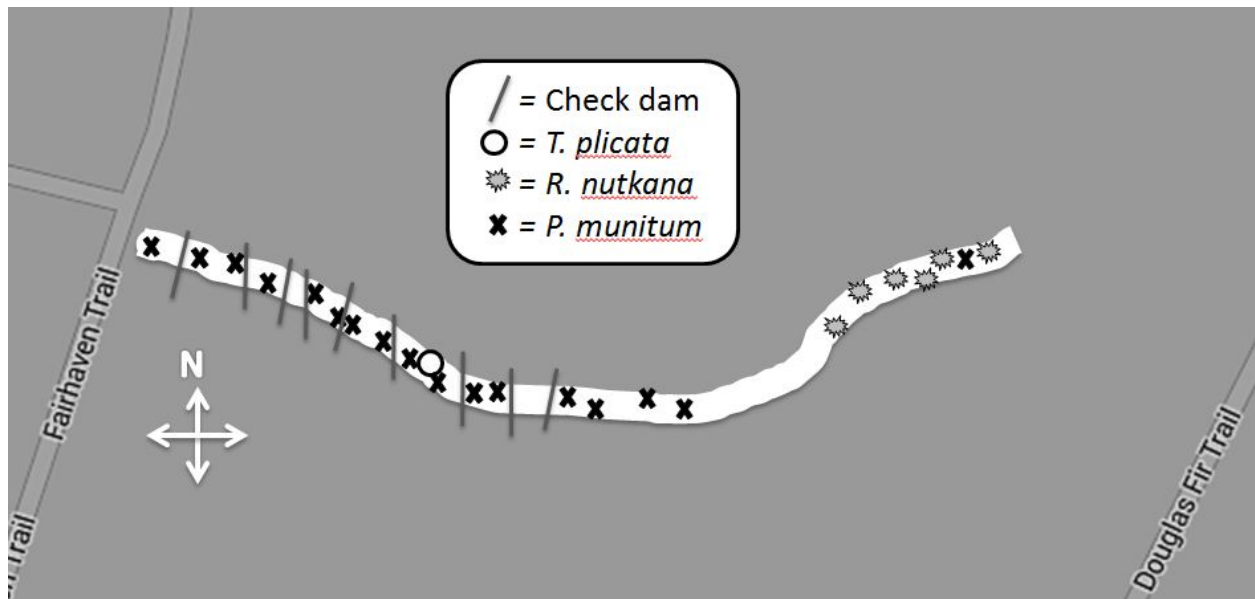 = Check dam
= T. plicata
= R. nutkana
= P. munitum
Fairhaven Trail
N
Trail
Douglas Fir Trail